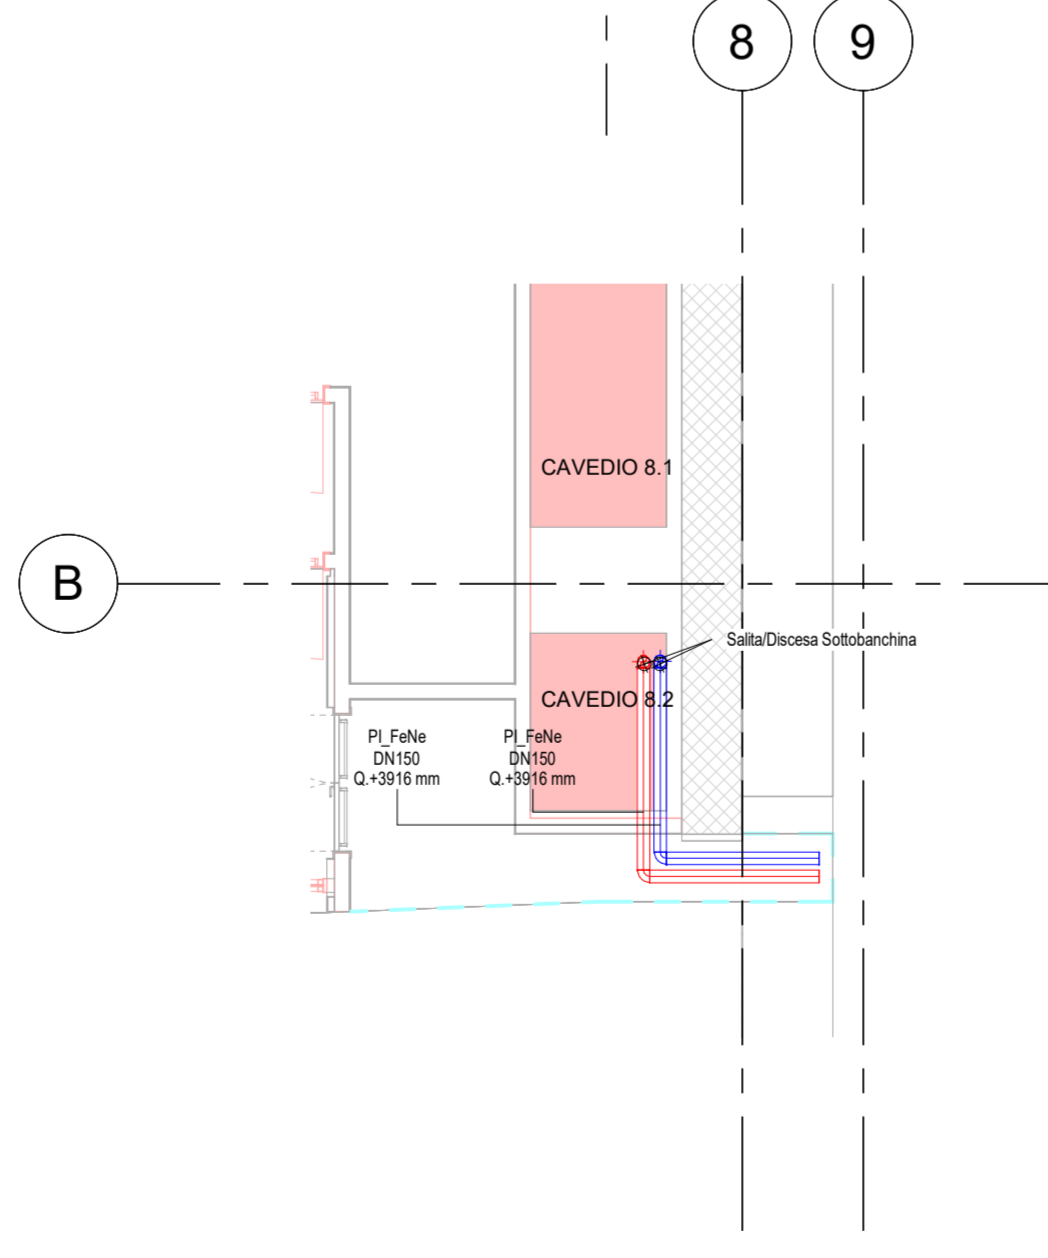 8
9
CAVEDIO 8.1
B
Salita/Discesa Sottobanchina
CAVEDIO 8.2
PI_FeNe
DN150
Q.+3916 mm
PI_FeNe
DN150
Q.+3916 mm